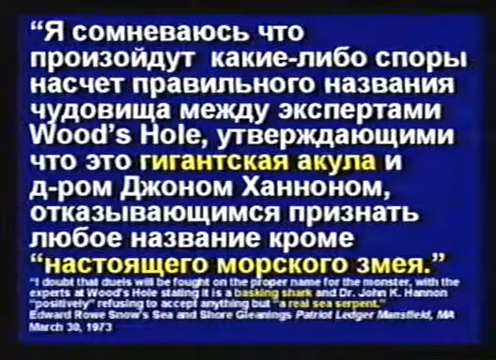 “Я сомневаюсь что
произойдут какие-либо споры
насчет правильного названия
чудовища между экспертами
Wood's Hole, утверждающими
что это гигантская акула и
д-ром Джоном Ханноном,
отказывающимся признать
любое название кроме
“настоящего морского змея.”
"I doubt that duels will be fought on the proper name for the monster, with the
experts at Wood's Hole stating it is a basking shark and Dr. John K. Hannon
"positively" refusing to accept anything but "a real sea serpent."
Edward Rowe Snow's Sea and Shore Gleanings Patriot Ledger Mansfield, MA
March 30, 1973